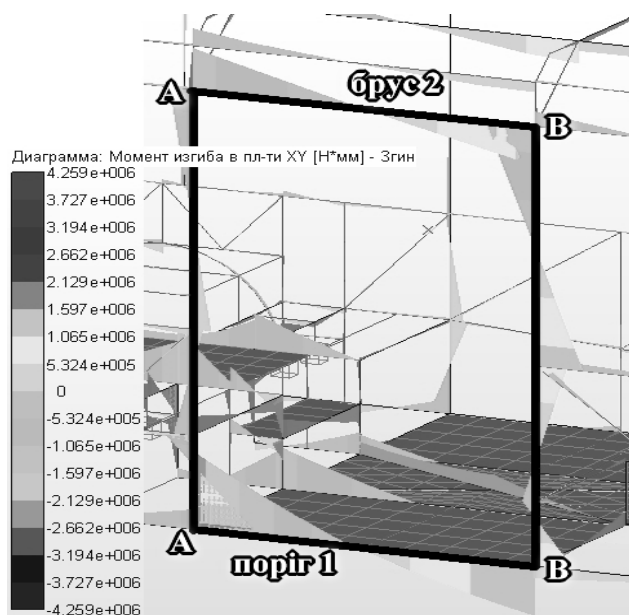 A
брус 2
B
Диаграмма: Момент изгиба в пл-ти XY [Н*мм] - Згин
4.259e+006
3.727e+006
3.194e+006
2.662e+006
2.129e+006
1.597e+006
1.065e+006
5.324e+005
0
-5.324e+005
-1.065e+006
-1.597e+006
-2.129e+006
-2.662e+006
-3.194e+006
-3.727e+006
-4.259e+006
A
поріг 1
B